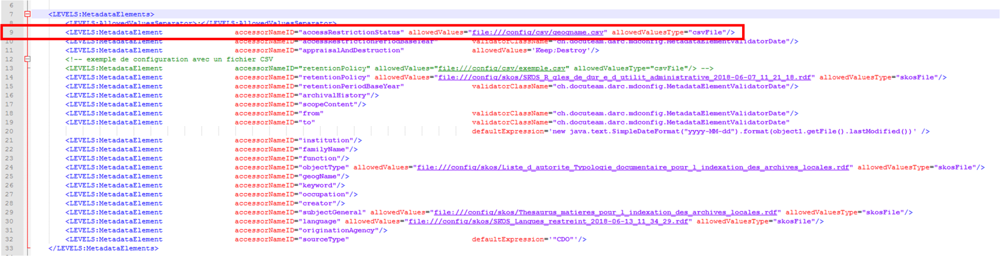 6
7 <LEVELS:MetadataElements>
8 <LEVELS:AllowedValuesSeparator>;</LEVELS:AllowedValuesSeparator>
9 <LEVELS:MetadataElement accessorNameID="accessRestrictionStatus" allowedValues="file:///config/csv/geogname.csv" allowedValuesType="csvFile"/>
10 <LEVELS:MetadataElement accessorNameID="accessRestrictionPeriodBaseYear" validatorClassName="ch.docuteam.darc.mdconfig.MetadataElementValidatorDate"/>
11 <LEVELS:MetadataElement accessorNameID="appraisalAndDestruction" allowedValues='Keep;Destroy'/>
12 <!-- exemple de configuration avec un fichier CSV
13 <LEVELS:MetadataElement accessorNameID="retentionPolicy" allowedValues="file:///config/csv/exemple.csv" allowedValuesType="csvFile"/> -->
14 <LEVELS:MetadataElement accessorNameID="retentionPolicy" allowedValues="file:///config/skos/SKOS_R_gles_de_dur_e_d_utilit_administrative_2018-06-07_11_21_18.rdf" allowedValuesType="skosFile"/>
15 <LEVELS:MetadataElement accessorNameID="retentionPeriodBaseYear" validatorClassName="ch.docuteam.darc.mdconfig.MetadataElementValidatorDate"/>
16 <LEVELS:MetadataElement accessorNameID="archivalHistory"/>
17 <LEVELS:MetadataElement accessorNameID="scopeContent"/>
18 <LEVELS:MetadataElement accessorNameID="from" validatorClassName="ch.docuteam.darc.mdconfig.MetadataElementValidatorDate"/>
19 <LEVELS:MetadataElement accessorNameID="to" validatorClassName="ch.docuteam.darc.mdconfig.MetadataElementValidatorDate"
20 defaultExpression='new java.text.SimpleDateFormat("yyyy-MM-dd").format(object1.getFile().lastModified())' />
21 <LEVELS:MetadataElement accessorNameID="institution"/>
22 <LEVELS:MetadataElement accessorNameID="familyName"/>
23 <LEVELS:MetadataElement accessorNameID="function"/>
24 <LEVELS:MetadataElement accessorNameID="objectType" allowedValues="file:///config/skos/Liste_d_autorite_Typologie_documentaire_pour_l_indexation_des_archives_locales.rdf" allowedValuesType="skosFile"/>
25 <LEVELS:MetadataElement accessorNameID="geogName"/>
26 <LEVELS:MetadataElement accessorNameID="keyword"/>
27 <LEVELS:MetadataElement accessorNameID="occupation"/>
28 <LEVELS:MetadataElement accessorNameID="creator"/>
29 <LEVELS:MetadataElement accessorNameID="subjectGeneral" allowedValues="file:///config/skos/Thesaurus_matieres_pour_l_indexation_des_archives_locales.rdf" allowedValuesType="skosFile"/>
30 <LEVELS:MetadataElement accessorNameID="language" allowedValues="file:///config/skos/SKOS_Langues_restreint_2018-06-13_11_34_29.rdf" allowedValuesType="skosFile"/>
31 <LEVELS:MetadataElement accessorNameID="originationAgency"/>
32 <LEVELS:MetadataElement accessorNameID="sourceType" defaultExpression='"CDO"'/>
33 </LEVELS:MetadataElements>